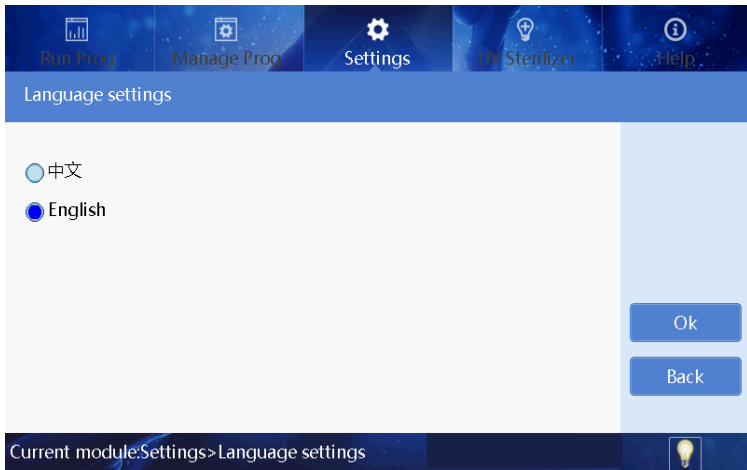 Run Prog.
Manage Prog.
Settings
UV Sterilizer
Help
Language settings
中文
English
Ok
Back
Current module:Settings>Language settings